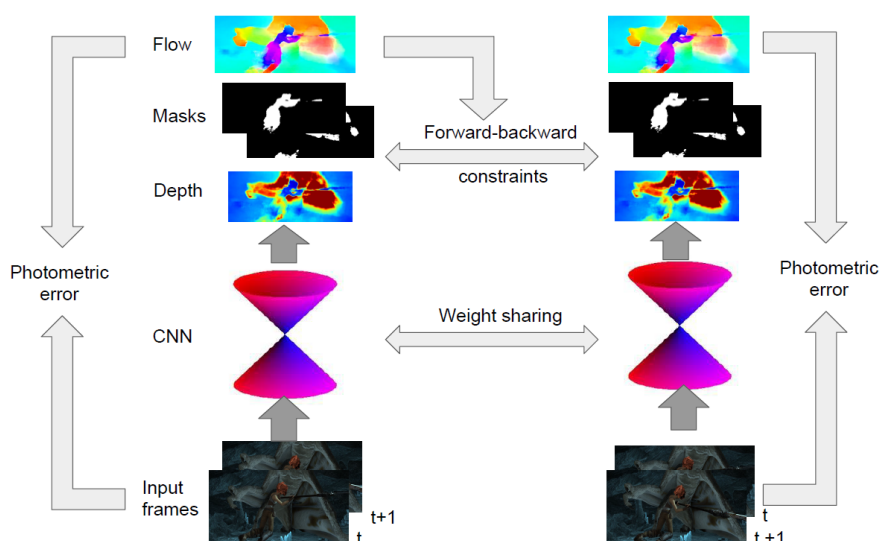 Flow
Masks
Forward-backward
constraints
Depth
Photometric
error
Photometric
error
CNN
Weight sharing
Input
frames
t+1
t
t
t +1